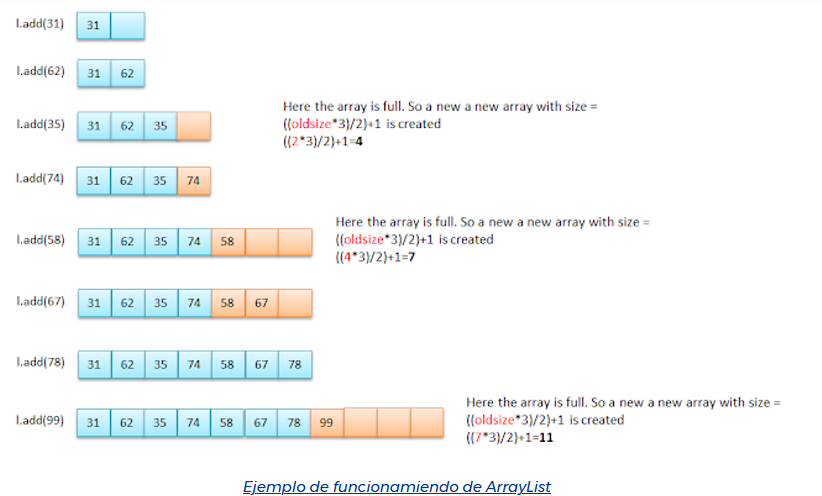 l.add(31) 31
l.add(62) 31 62
l.add(35) 31 62 35
Here the array is full. So a new a new array with size =
((oldsize*3)/2)+1 is created
((2*3)/2)+1=4
l.add(74) 31 62 35 74
l.add(58) 31 62 35 74 58
Here the array is full. So a new a new array with size =
((oldsize*3)/2)+1 is created
((4*3)/2)+1=7
l.add(67) 31 62 35 74 58 67
l.add(78) 31 62 35 74 58 67 78
l.add(99) 31 62 35 74 58 67 78 99
Here the array is full. So a new a new array with size =
((oldsize*3)/2)+1 is created
((7*3)/2)+1=11
Ejemplo de funcionamiendo de ArrayList